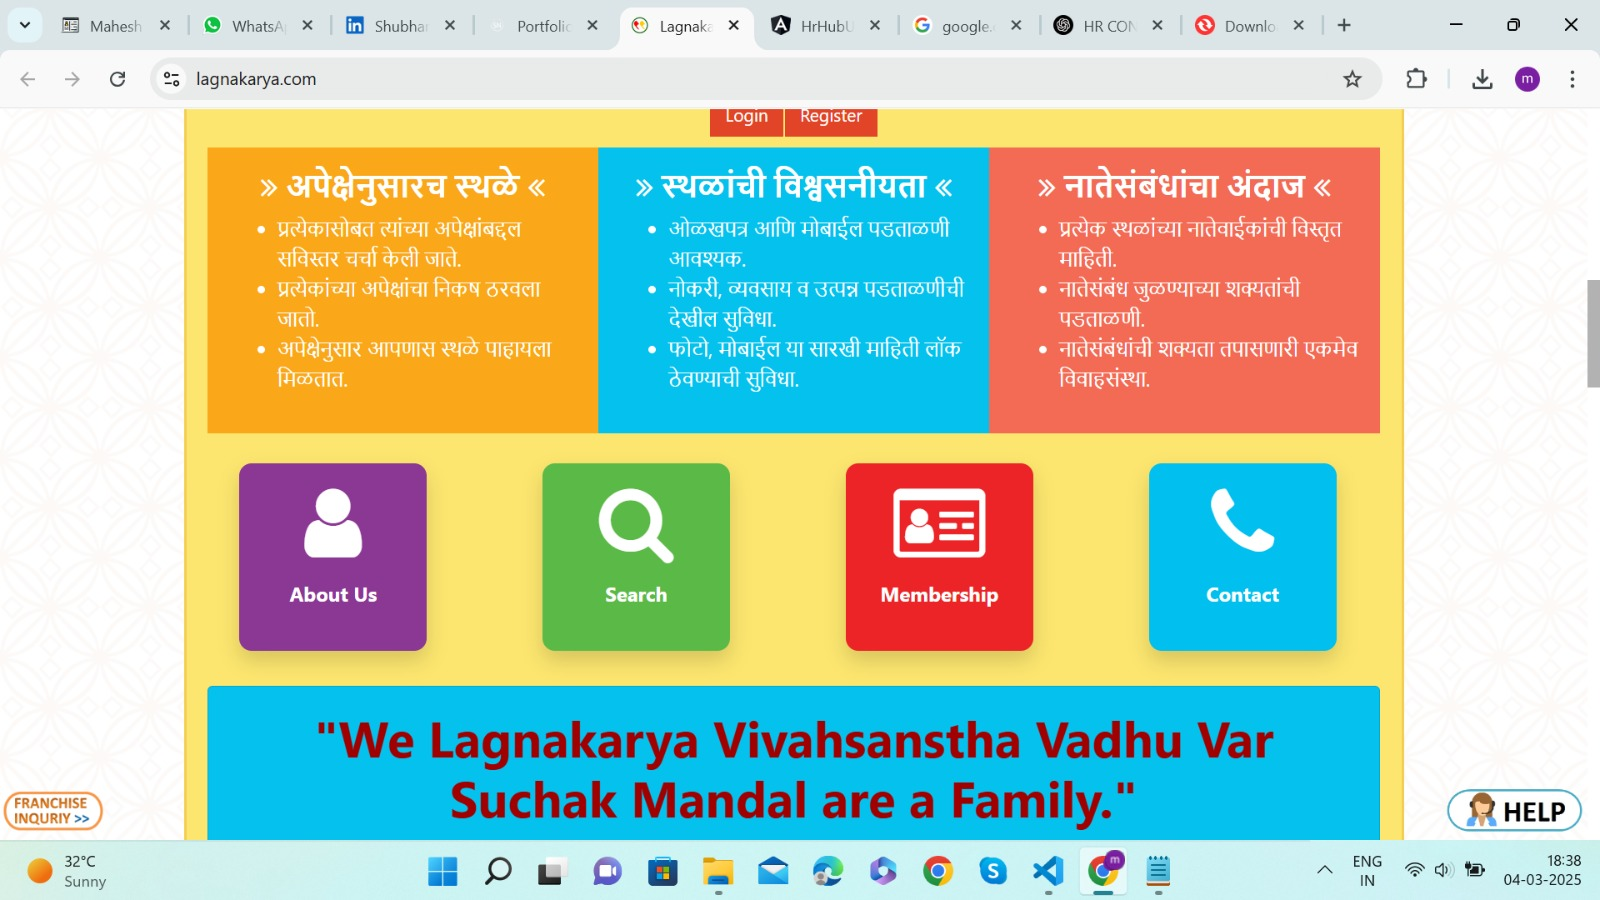 Mahesh
WhatsA
Shubhar
Portfolio
Lagnaka
HrHubU
google.
HR CON
Downlo
lagnakarya.com
m
Login
Register
» अपेक्षेनुसारच स्थळे «
प्रत्येकासोबत त्यांच्या अपेक्षांबद्दल
सविस्तर चर्चा केली जाते.
प्रत्येकांच्या अपेक्षांचा निकष ठरवला
जातो.
अपेक्षेनुसार आपणास स्थळे पाहायला
मिळतात.
» स्थळांची विश्वसनीयता «
ओळखपत्र आणि मोबाईल पडताळणी
आवश्यक.
नोकरी, व्यवसाय व उत्पन्न पडताळणीची
देखील सुविधा.
फोटो, मोबाईल या सारखी माहिती लॉक
ठेवण्याची सुविधा.
» नातेसंबंधांचा अंदाज «
प्रत्येक स्थळांच्या नातेवाईकांची विस्तृत
माहिती.
नातेसंबंध जुळण्याच्या शक्यतांची
पडताळणी.
नातेसंबंधांची शक्यता तपासणारी एकमेव
विवाहसंस्था.
About Us
Search
Membership
Contact
"We Lagnakarya Vivahsanstha Vadhu Var
Suchak Mandal are a Family."
FRANCHISE
INQURIY >>
HELP
32°C
Sunny
m
ENG
IN
18:38
04-03-2025